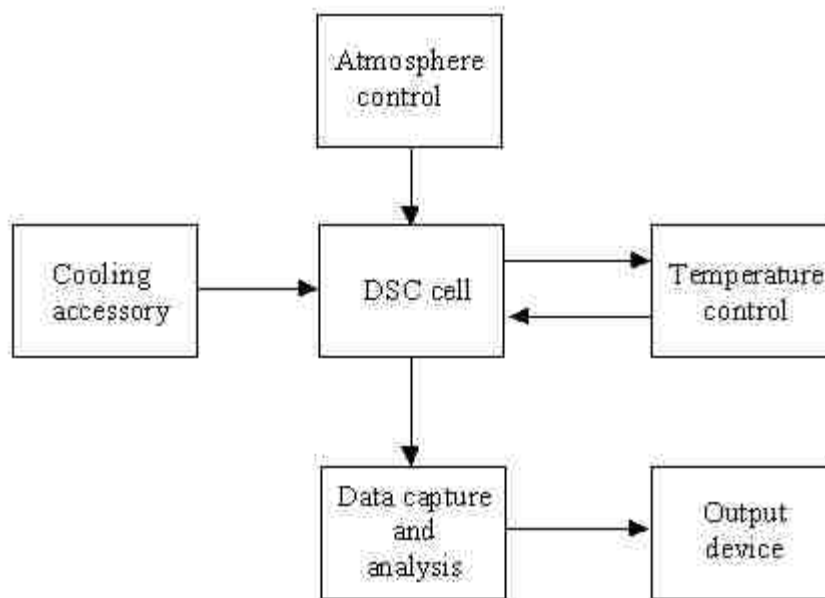 Atmosphere
control
Cooling
accessory
DSC cell
Temperature
control
Data capture
and
analysis
Output
device